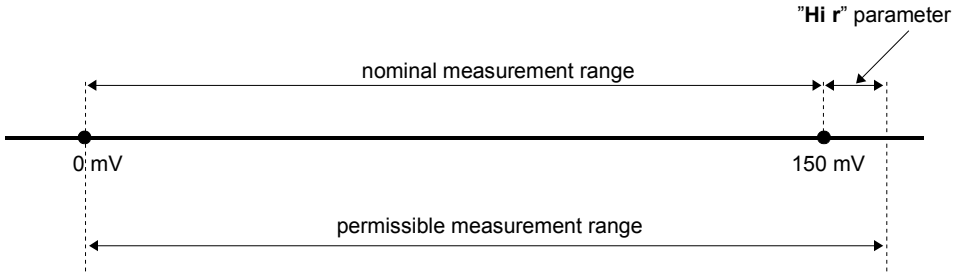 "Hi r" parameter
nominal measurement range
0 mV
150 mV
permissible measurement range